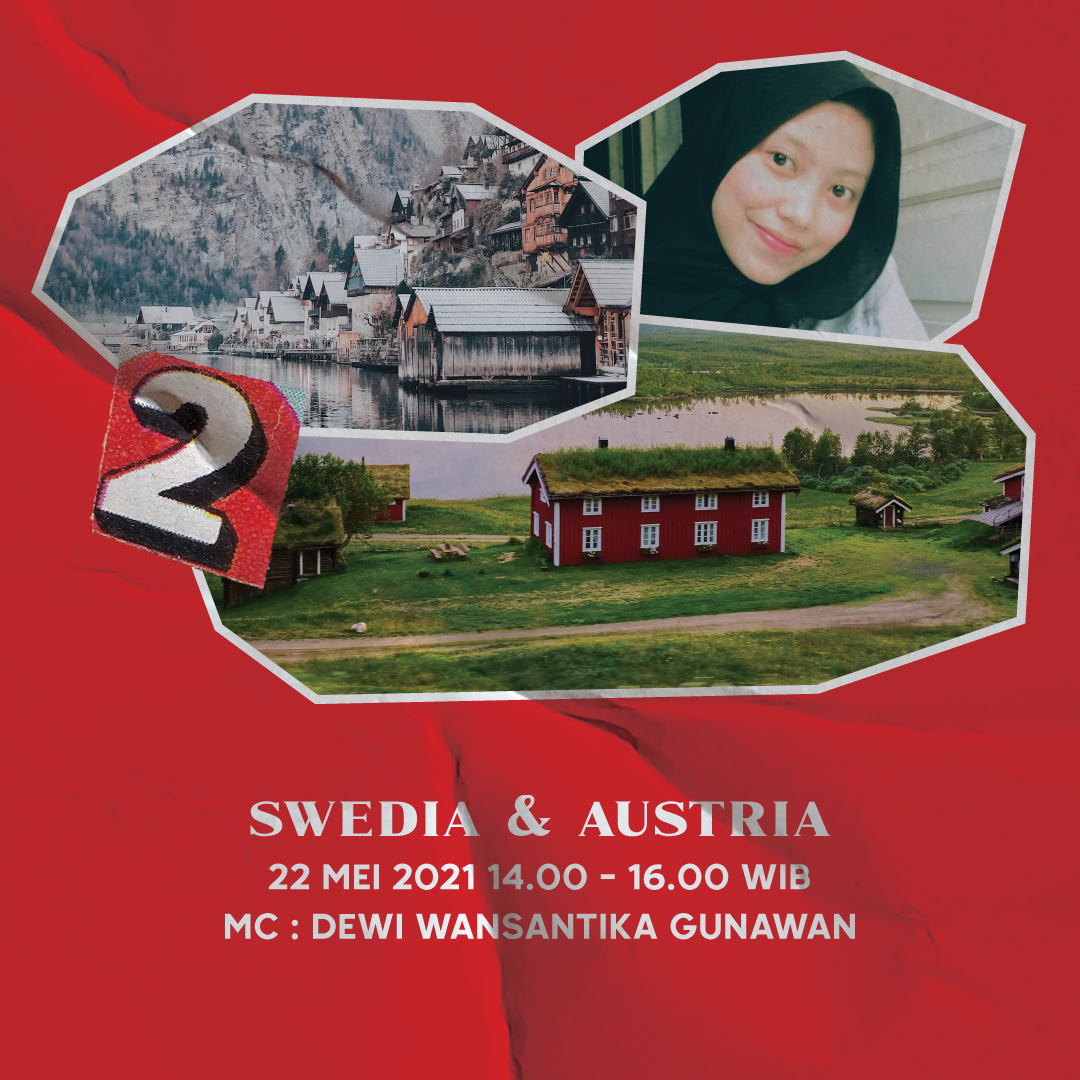 2
SWEDIA & AUSTRIA
22 MEI 2021 14.00 - 16.00 WIB
MC : DEWI WANSANTIKA GUNAWAN